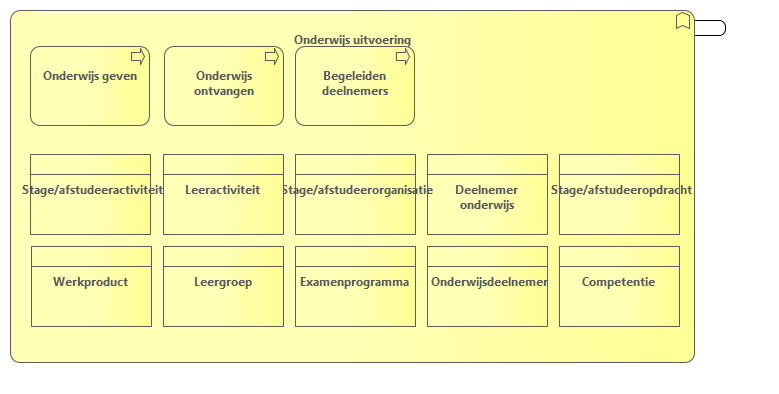 Onderwijs uitvoering
Onderwijs geven
Onderwijs
ontvangen
Begeleiden
deelnemers
Stage/afstudeeractiviteit
Leeractiviteit
Stage/afstudeerorganisatie
Deelnemer
onderwijs
Stage/afstudeeropdracht
Werkproduct
Leergroep
Examenprogramma
Onderwijsdeelnemer
Competentie